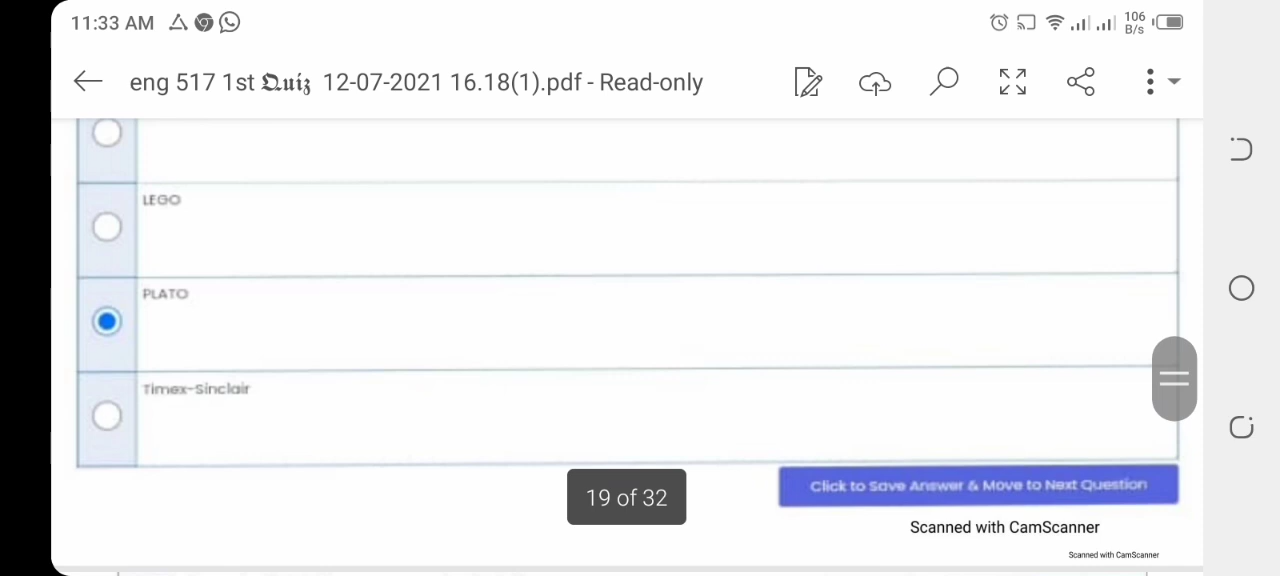 11:33 AM
106 B/s
eng 517 1st 𝕼𝖚𝖎𝖟 12-07-2021 16.18(1).pdf - Read-only
LEGO
PLATO
Timex-Sinclair
19 of 32
Click to Save Answer & Move to Next Question
Scanned with CamScanner
Scanned with CamScanner